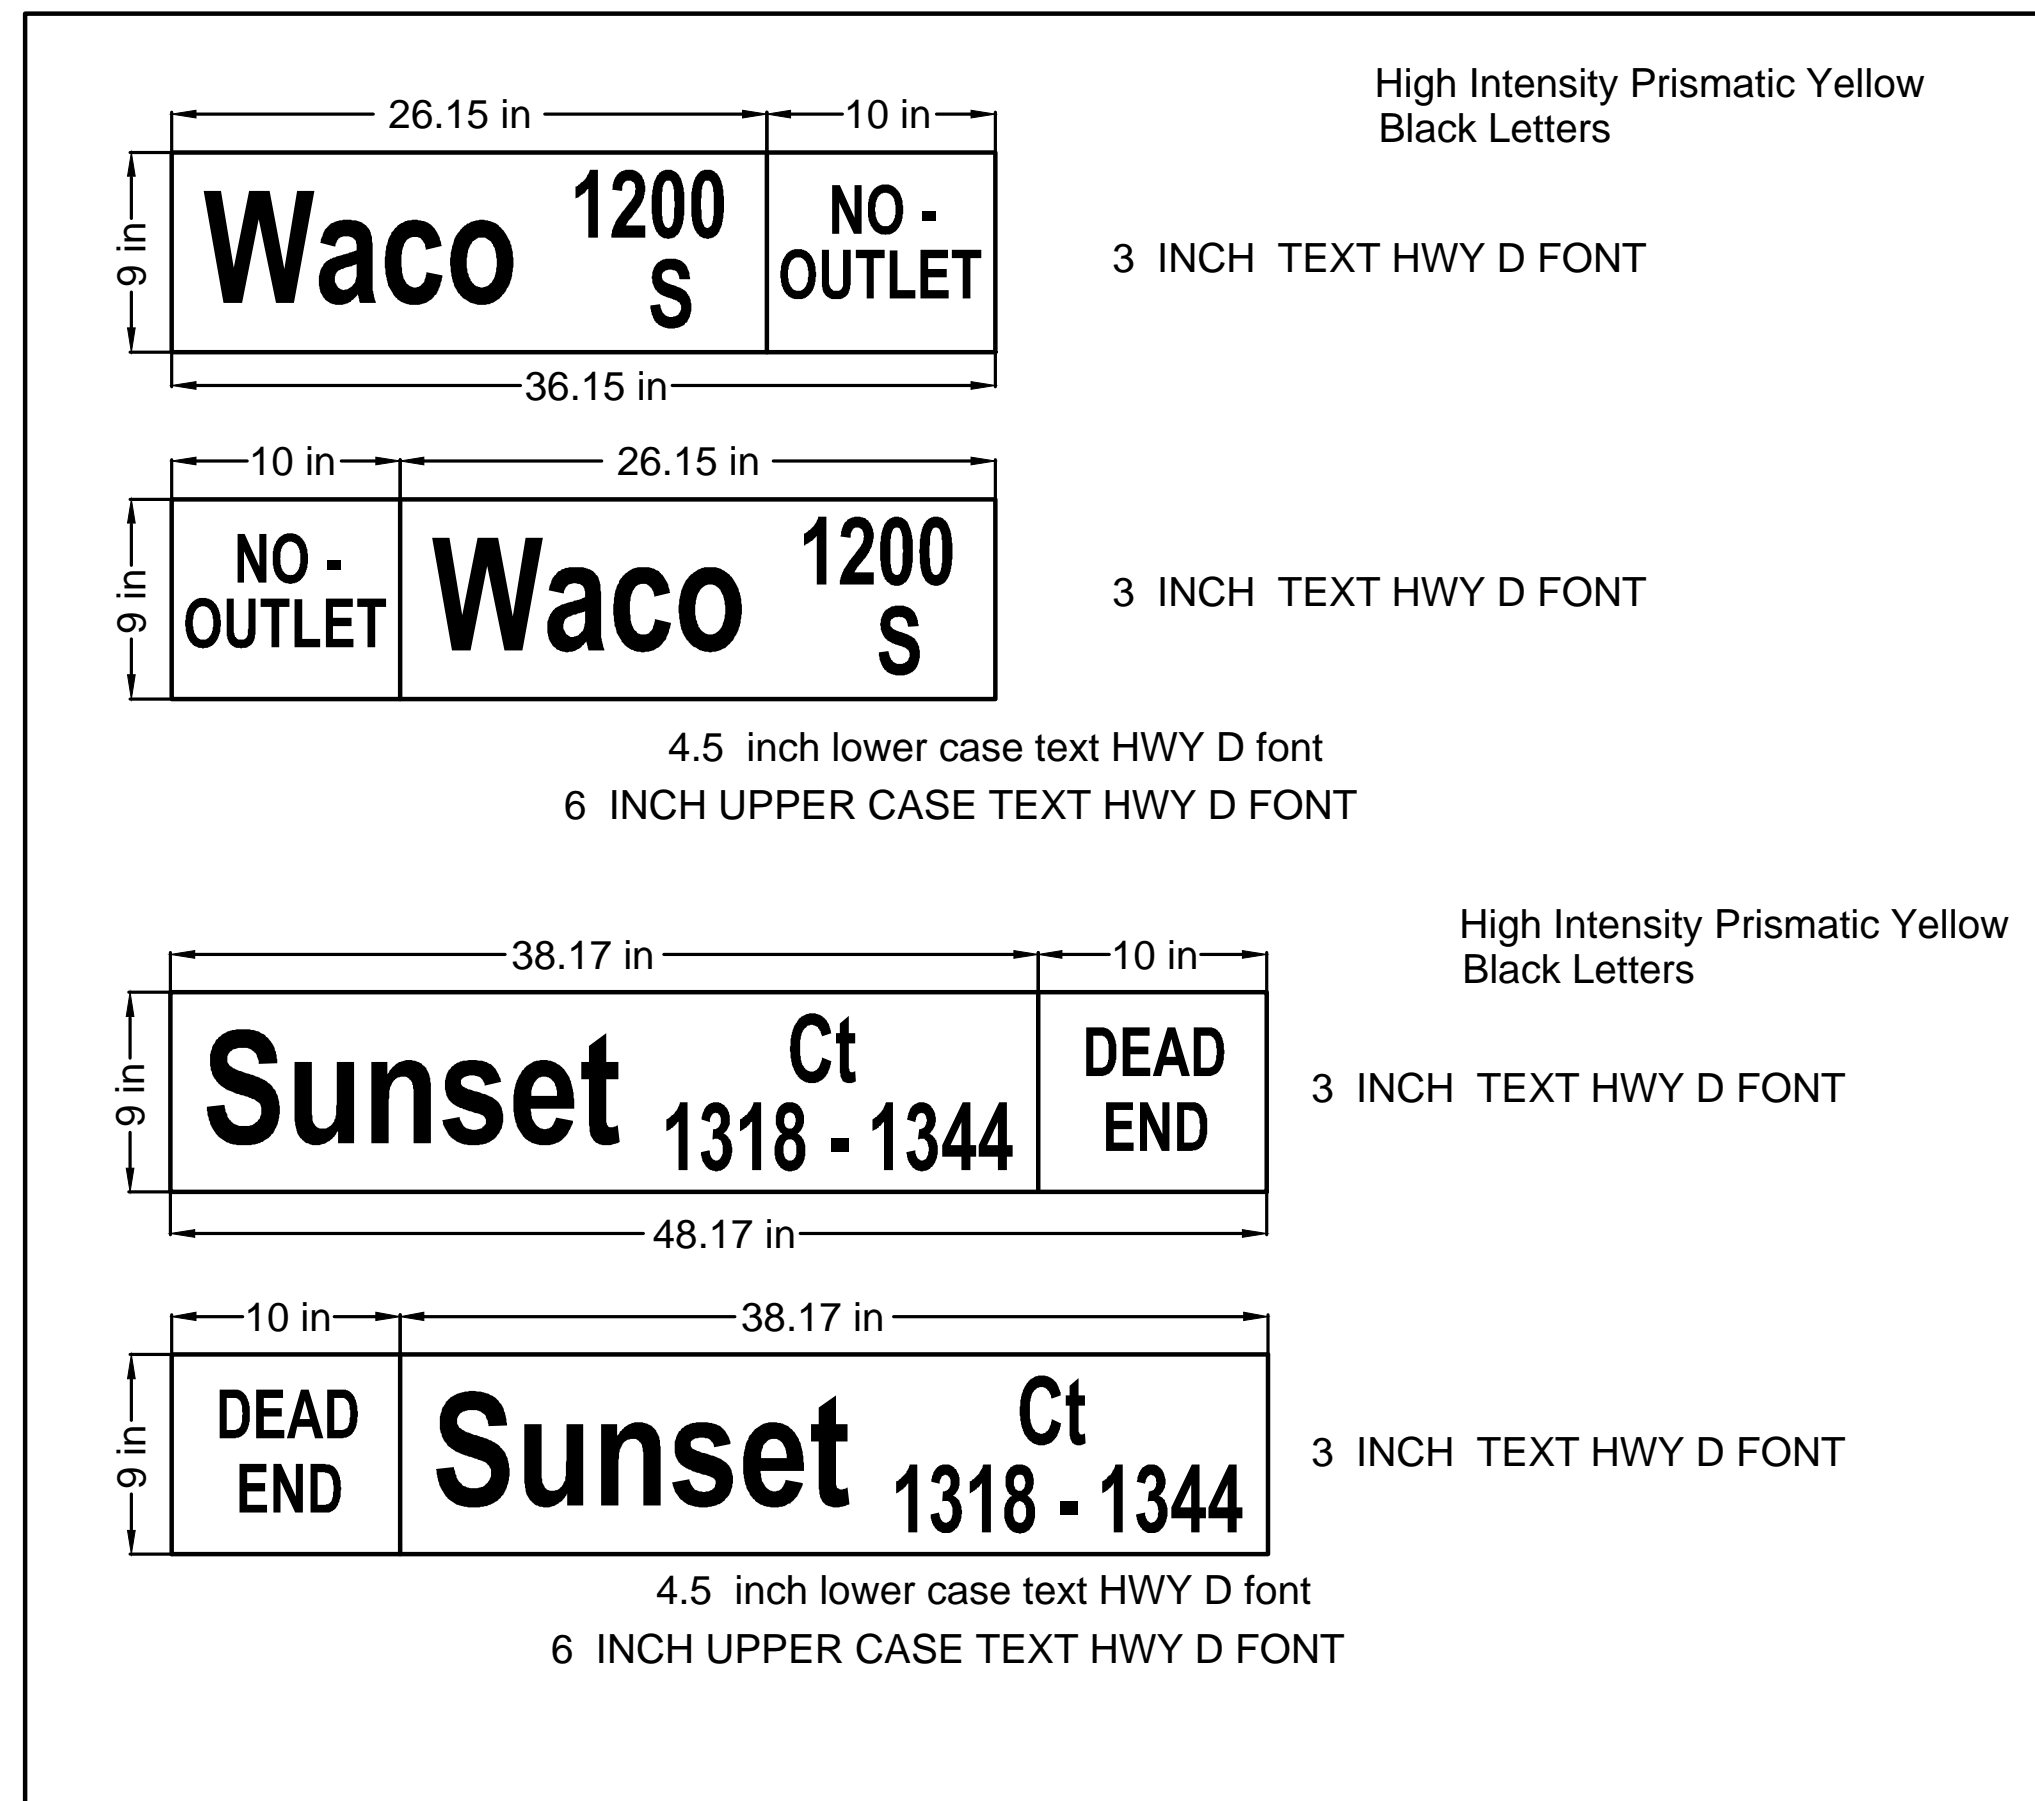 High Intensity Prismatic Yellow
Black Letters
26.15 in
10 in
9 in
Waco
1200
S
NO -
OUTLET
3 INCH TEXT HWY D FONT
36.15 in
10 in
26.15 in
9 in
NO -
OUTLET
Waco
1200
S
3 INCH TEXT HWY D FONT
4.5 inch lower case text HWY D font
6 INCH UPPER CASE TEXT HWY D FONT
High Intensity Prismatic Yellow
Black Letters
38.17 in
10 in
9 in
Sunset
Ct
1318 - 1344
DEAD
END
3 INCH TEXT HWY D FONT
48.17 in
10 in
38.17 in
9 in
DEAD
END
Sunset
Ct
1318 - 1344
3 INCH TEXT HWY D FONT
4.5 inch lower case text HWY D font
6 INCH UPPER CASE TEXT HWY D FONT